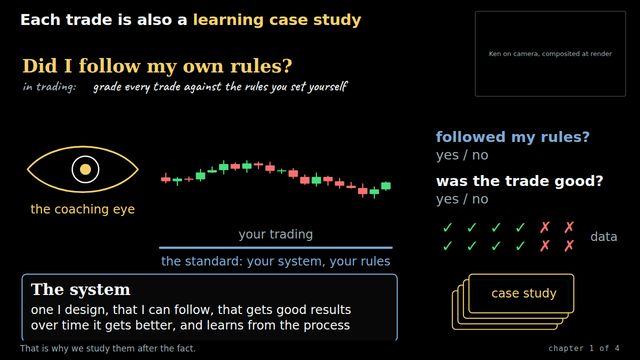 Each trade is also a learning case study
Ken on camera, composited at render
Did I follow my own rules?
in trading: grade every trade against the rules you set yourself
followed my rules?
yes / no
was the trade good?
yes / no
✓ ✓ ✓ ✓ ✗ ✗
✓ ✓ ✓ ✓ ✗ ✗
data
the coaching eye
your trading
the standard: your system, your rules
The system
one I design, that I can follow, that gets good results
over time it gets better, and learns from the process
case study
That is why we study them after the fact.
chapter 1 of 4